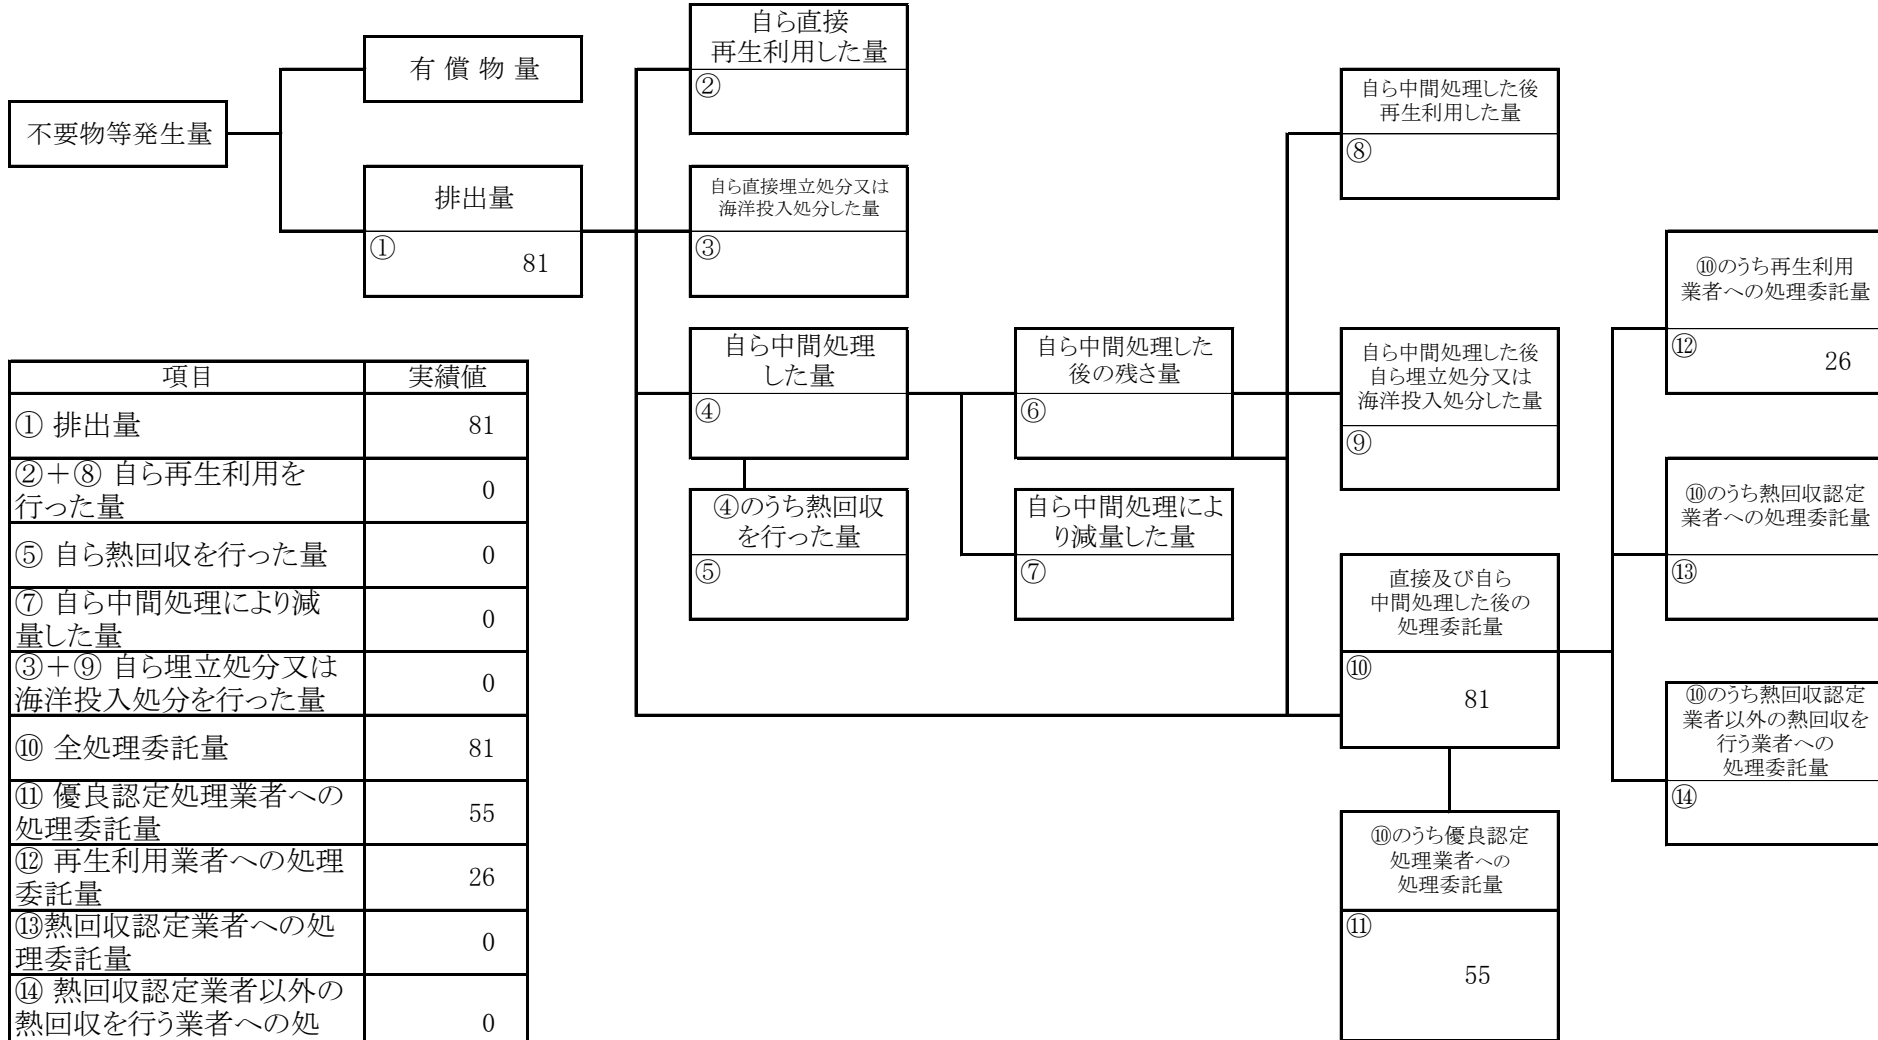 不要物等発生量
有 償 物 量
排出量
①
81
自ら直接
再生利用した量
②
自ら直接埋立処分又は
海洋投入処分した量
③
自ら中間処理
した量
④
④のうち熱回収
を行った量
⑤
自ら中間処理した
後の残さ量
⑥
自ら中間処理によ
り減量した量
⑦
自ら中間処理した後
再生利用した量
⑧
自ら中間処理した後
自ら埋立処分又は
海洋投入処分した量
⑨
直接及び自ら
中間処理した後の
処理委託量
⑩
81
⑩のうち優良認定
処理業者への
処理委託量
⑪
55
⑩のうち再生利用
業者への処理委託量
⑫
26
⑩のうち熱回収認定
業者への処理委託量
⑬
⑩のうち熱回収認定
業者以外の熱回収を
行う業者への
処理委託量
⑭
項目 実績値
① 排出量 81
②＋⑧ 自ら再生利用を
行った量 0
⑤ 自ら熱回収を行った量 0
⑦ 自ら中間処理により減
量した量 0
③＋⑨ 自ら埋立処分又は
海洋投入処分を行った量 0
⑩ 全処理委託量 81
⑪ 優良認定処理業者への
処理委託量 55
⑫ 再生利用業者への処理
委託量 26
⑬熱回収認定業者への処
理委託量 0
⑭ 熱回収認定業者以外の
熱回収を行う業者への処 0